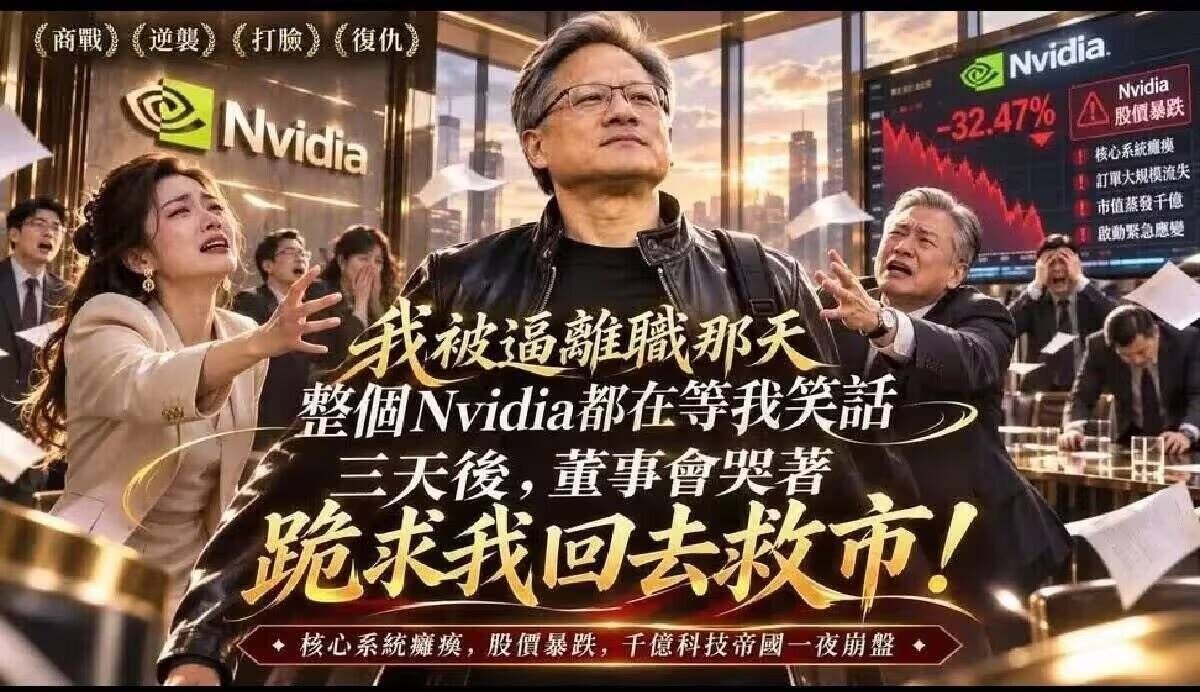 《商戰》《逆襲》《打臉》《復仇》
Nvidia
Nvidia.
-32.47%
Nvidia
股價暴跌
核心系統癱瘓
訂單大規模流失
市值蒸發千億
啟動緊急應變
我被逼離職那天
整個Nvidia都在等我笑話
三天後，董事會哭著
跪求我回去救市！
核心系統癱瘓，股價暴跌，千億科技帝國一夜崩盤